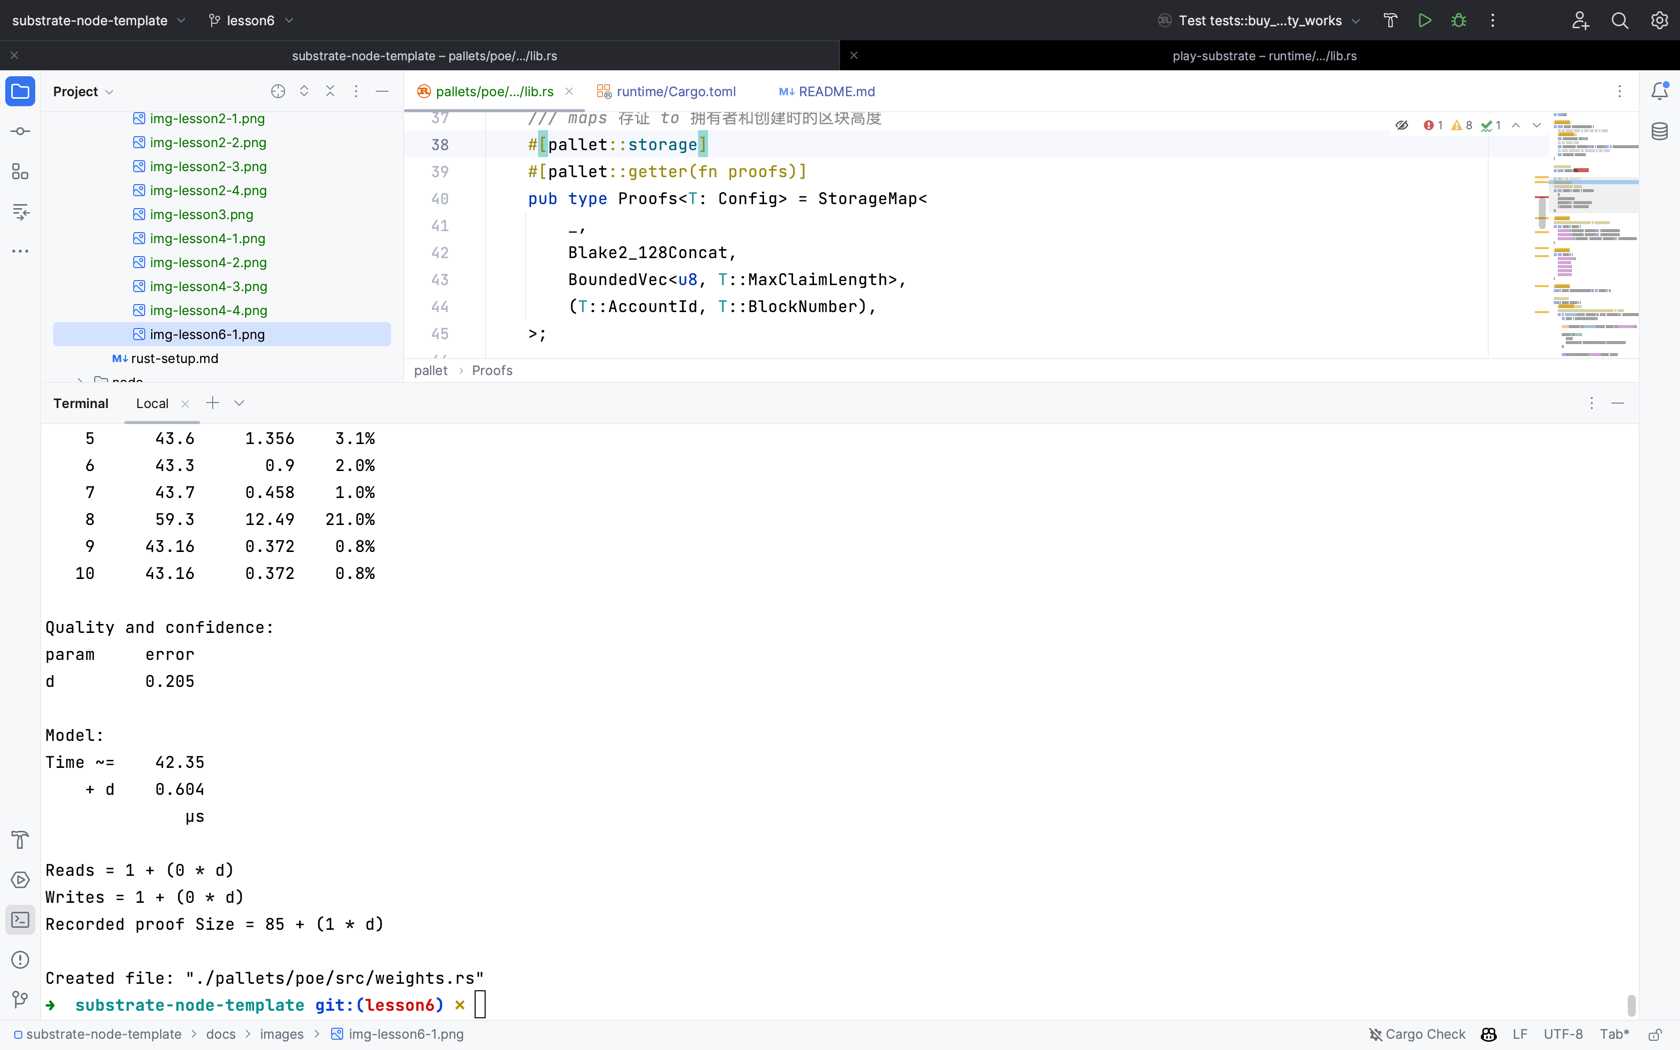 substrate-node-template
lesson6
Test tests::buy_...ty_works
substrate-node-template – pallets/poe/.../lib.rs
play-substrate – runtime/.../lib.rs
Project
pallets/poe/.../lib.rs
runtime/Cargo.toml
README.md
img-lesson2-1.png
img-lesson2-2.png
img-lesson2-3.png
img-lesson2-4.png
img-lesson3.png
img-lesson4-1.png
img-lesson4-2.png
img-lesson4-3.png
img-lesson4-4.png
img-lesson6-1.png
rust-setup.md
node
1 8 1
37 /// maps 存证 to 拥有者和创建时的区块高度
38 #[pallet::storage]
39 #[pallet::getter(fn proofs)]
40 pub type Proofs<T: Config> = StorageMap<
41 _,
42 Blake2_128Concat,
43 BoundedVec<u8, T::MaxClaimLength>,
44 (T::AccountId, T::BlockNumber),
45 >;
pallet › Proofs
Terminal Local
5 43.6 1.356 3.1%
6 43.3 0.9 2.0%
7 43.7 0.458 1.0%
8 59.3 12.49 21.0%
9 43.16 0.372 0.8%
10 43.16 0.372 0.8%
Quality and confidence:
param error
d 0.205
Model:
Time ~= 42.35
+ d 0.604
µs
Reads = 1 + (0 * d)
Writes = 1 + (0 * d)
Recorded proof Size = 85 + (1 * d)
Created file: "./pallets/poe/src/weights.rs"
➜ substrate-node-template git:(lesson6) ×
substrate-node-template › docs › images › img-lesson6-1.png
Cargo Check LF UTF-8 Tab*